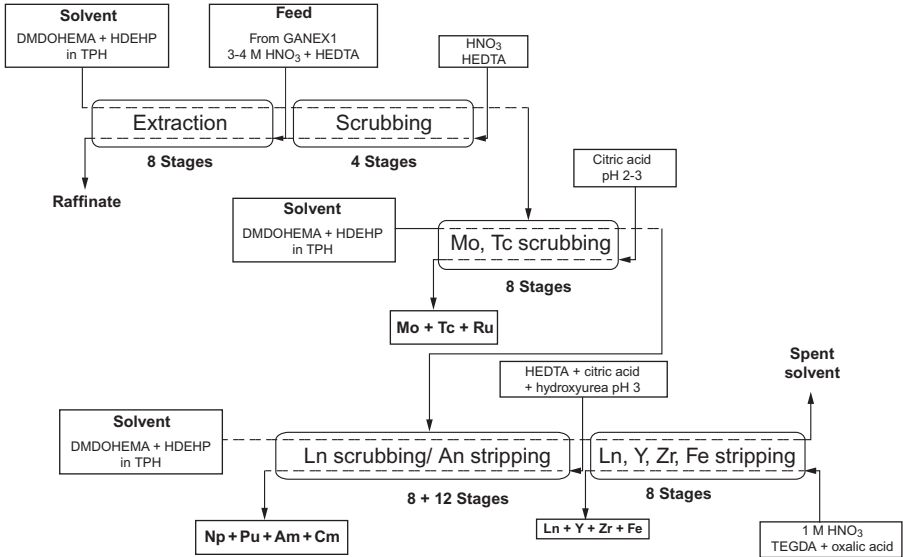 Solvent
DMDOHEMA + HDEHP
in TPH
Feed
From GANEX1
3-4 M HNO₃ + HEDTA
HNO₃
HEDTA
Extraction
Scrubbing
8 Stages
4 Stages
Raffinate
Citric acid
pH 2-3
Solvent
DMDOHEMA + HDEHP
in TPH
Mo, Tc scrubbing
8 Stages
Mo + Tc + Ru
HEDTA + citric acid
+ hydroxyurea pH 3
Spent
solvent
Solvent
DMDOHEMA + HDEHP
in TPH
Ln scrubbing/ An stripping
Ln, Y, Zr, Fe stripping
8 + 12 Stages
8 Stages
Np + Pu + Am + Cm
Ln + Y + Zr + Fe
1 M HNO₃
TEGDA + oxalic acid